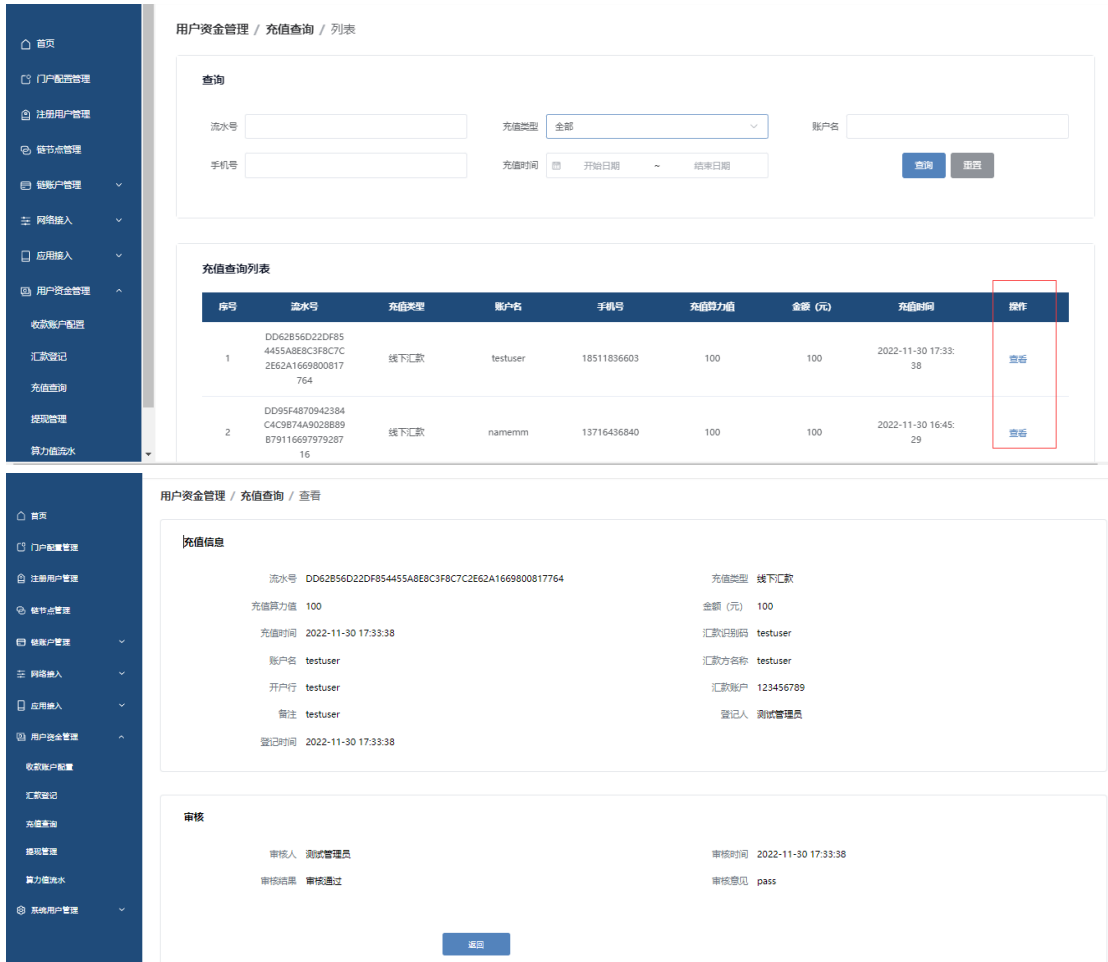 首页
门户配置管理
注册用户管理
链节点管理
链账户管理
网络接入
应用接入
用户资金管理
收款账户配置
汇款登记
充值查询
提现管理
算力值流水
用户资金管理 / 充值查询 / 列表
查询
流水号 充值类型 全部 账户名
手机号 充值时间 开始日期 ~ 结束日期 查询 重置
充值查询列表
序号 流水号 充值类型 账户名 手机号 充值算力值 金额（元） 充值时间 操作
DD62B56D22DF85
4455A8E8C3F8C7C
1 2E62A1669800817 线下汇款 testuser 18511836603 100 100 2022-11-30 17:33: 查看
764 38
DD95F4870942384
C4C9B74A9028B89
2 B79116697979287 线下汇款 namemm 13716436840 100 100 2022-11-30 16:45: 查看
16 29
首页
门户配置管理
注册用户管理
链节点管理
链账户管理
网络接入
应用接入
用户资金管理
收款账户配置
汇款登记
充值查询
提现管理
算力值流水
系统用户管理
用户资金管理 / 充值查询 / 查看
充值信息
流水号 DD62B56D22DF854455A8E8C3F8C7C2E62A1669800817764 充值类型 线下汇款
充值算力值 100 金额（元） 100
充值时间 2022-11-30 17:33:38 汇款识别码 testuser
账户名 testuser 汇款方名称 testuser
开户行 testuser 汇款账户 123456789
备注 testuser 登记人 测试管理员
登记时间 2022-11-30 17:33:38
审核
审核人 测试管理员 审核时间 2022-11-30 17:33:38
审核结果 审核通过 审核意见 pass
返回